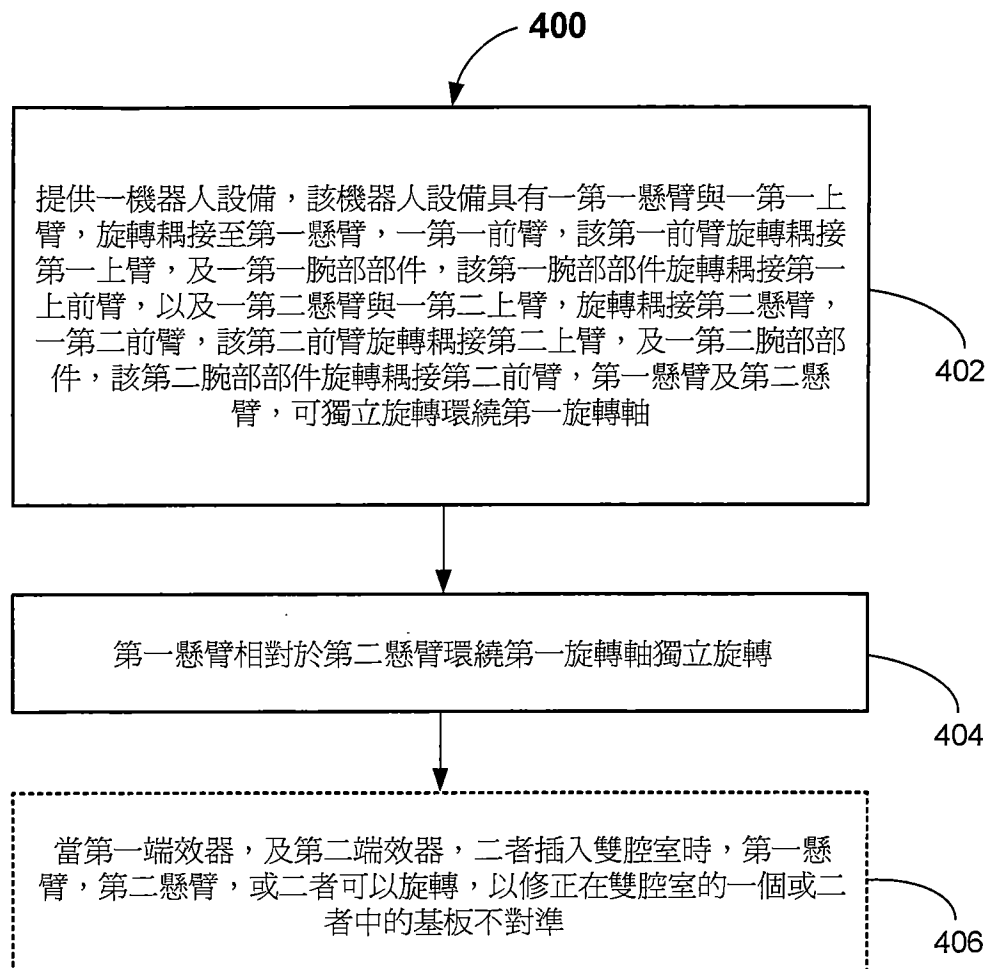 400
提供一機器人設備，該機器人設備具有一第一懸臂與一第一上
臂，旋轉耦接至第一懸臂，一第一前臂，該第一前臂旋轉耦接
第一上臂，及一第一腕部部件，該第一腕部部件旋轉耦接第一
上前臂，以及一第二懸臂與一第二上臂，旋轉耦接第二懸臂，
一第二前臂，該第二前臂旋轉耦接第二上臂，及一第二腕部部
件，該第二腕部部件旋轉耦接第二前臂，第一懸臂及第二懸
臂，可獨立旋轉環繞第一旋轉軸
402
第一懸臂相對於第二懸臂環繞第一旋轉軸獨立旋轉
404
當第一端效器，及第二端效器，二者插入雙腔室時，第一懸
臂，第二懸臂，或二者可以旋轉，以修正在雙腔室的一個或二
者中的基板不對準
406